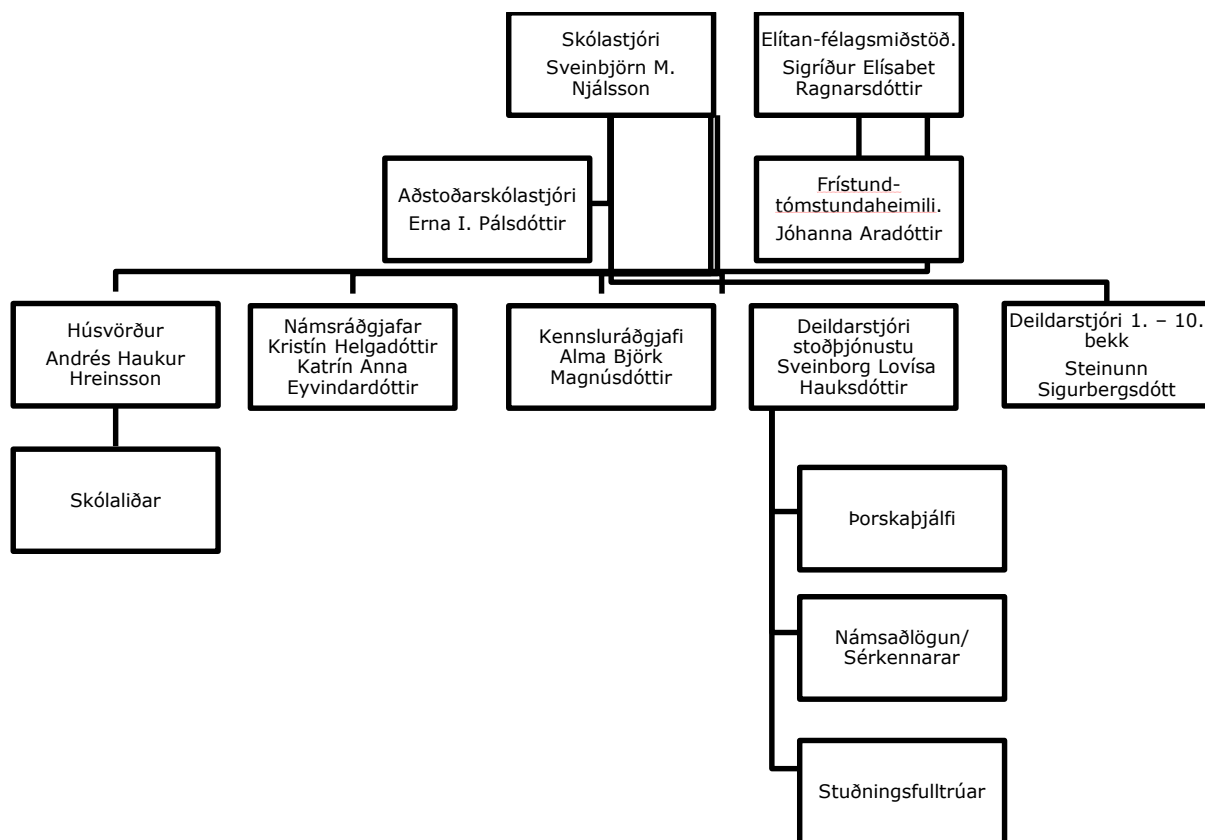 Skólastjóri
Sveinbjörn M.
Njálsson
Elítan-félagsmiðstöð.
Sigríður Elísabet
Ragnarsdóttir
Aðstoðarskólastjóri
Erna I. Pálsdóttir
Frístund-
tómstundaheimili.
Jóhanna Aradóttir
Húsvörður
Andrés Haukur
Hreinsson
Námsráðgjafar
Kristín Helgadóttir
Katrín Anna
Eyvindardóttir
Kennsluráðgjafi
Alma Björk
Magnúsdóttir
Deildarstjóri
stoðþjónustu
Sveinborg Lovísa
Hauksdóttir
Deildarstjóri 1. – 10.
bekk
Steinunn
Sigurbergsdótt
Skólaliðar
Þorskaþjálfi
Námsaðlögun/
Sérkennarar
Stuðningsfulltrúar